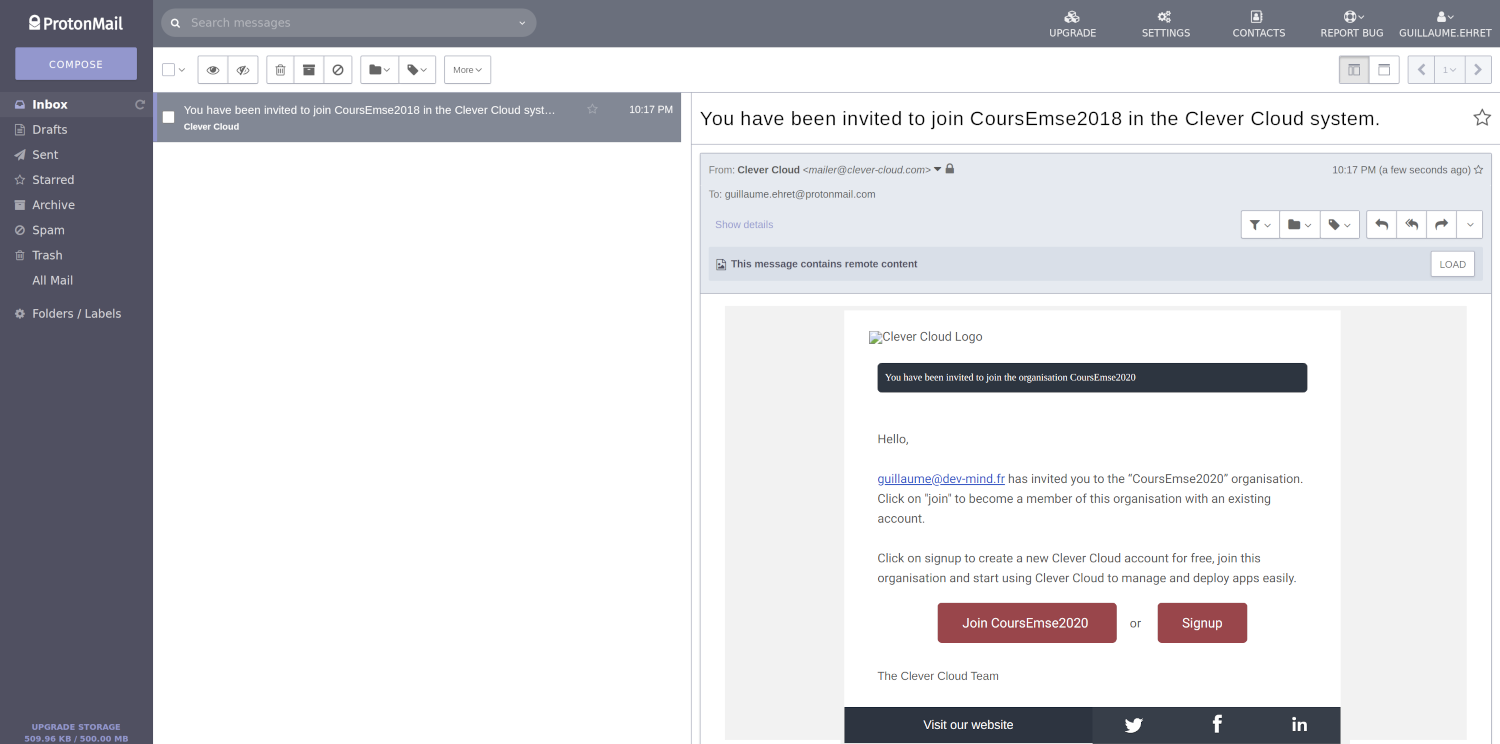 ProtonMail
Search messages
UPGRADE
SETTINGS
CONTACTS
REPORT BUG
GUILLAUME.EHRET
COMPOSE
More
1
Inbox
Drafts
Sent
Starred
Archive
Spam
Trash
All Mail
Folders / Labels
UPGRADE STORAGE
509.96 KB / 500.00 MB
You have been invited to join CoursEmse2018 in the Clever Cloud syst…
10:17 PM
Clever Cloud
You have been invited to join CoursEmse2018 in the Clever Cloud system.
From: Clever Cloud <mailer@clever-cloud.com>
10:17 PM (a few seconds ago)
To: guillaume.ehret@protonmail.com
Show details
This message contains remote content
LOAD
Clever Cloud Logo
You have been invited to join the organisation CoursEmse2020
Hello,
guillaume@dev-mind.fr has invited you to the “CoursEmse2020” organisation.
Click on "join" to become a member of this organisation with an existing
account.
Click on signup to create a new Clever Cloud account for free, join this
organisation and start using Clever Cloud to manage and deploy apps easily.
Join CoursEmse2020
or
Signup
The Clever Cloud Team
Visit our website